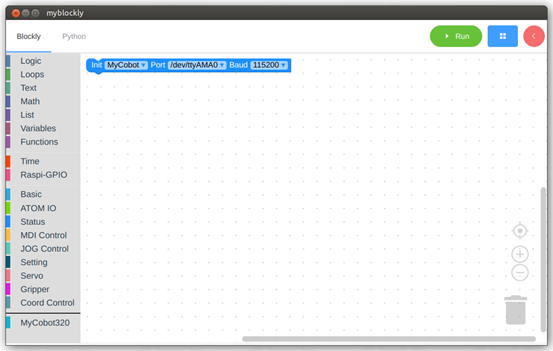 myblockly
Blockly Python Run
Init MyCobot Port /dev/ttyAMA0 Baud 115200
Logic
Loops
Text
Math
List
Variables
Functions
Time
Raspi-GPIO
Basic
ATOM IO
Status
MDI Control
JOG Control
Setting
Servo
Gripper
Coord Control
MyCobot320